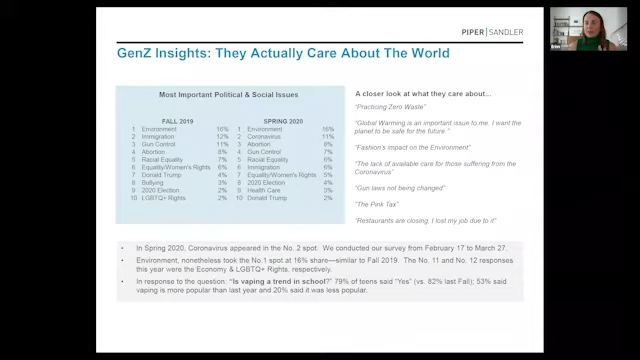 PIPER | SANDLER
GenZ Insights: They Actually Care About The World
Most Important Political & Social Issues
FALL 2019
1 Environment 16%
2 Immigration 12%
3 Gun Control 11%
4 Abortion 8%
5 Racial Equality 7%
6 Equality/Women's Rights 6%
7 Donald Trump 4%
8 Bullying 3%
9 2020 Election 2%
10 LGBTQ+ Rights 2%
SPRING 2020
1 Environment 16%
2 Coronavirus 11%
3 Abortion 8%
4 Gun Control 7%
5 Racial Equality 6%
6 Immigration 6%
7 Equality/Women's Rights 5%
8 2020 Election 4%
9 Health Care 3%
10 Donald Trump 2%
A closer look at what they care about...
"Practicing Zero Waste"
"Global Warming is an important issue to me. I want the
planet to be safe for the future."
"Fashion's impact on the Environment"
"The lack of available care for those suffering from the
Coronavirus"
"Gun laws not being changed"
"The Pink Tax"
"Restaurants are closing, I lost my job due to it"
• In Spring 2020, Coronavirus appeared in the No. 2 spot. We conducted our survey from February 17 to March 27.
• Environment, nonetheless took the No.1 spot at 16% share—similar to Fall 2019. The No. 11 and No. 12 responses
this year were the Economy & LGBTQ+ Rights, respectively.
• In response to the question: "Is vaping a trend in school?" 79% of teens said "Yes" (vs. 82% last Fall); 53% said
vaping is more popular than last year and 20% said it was less popular.